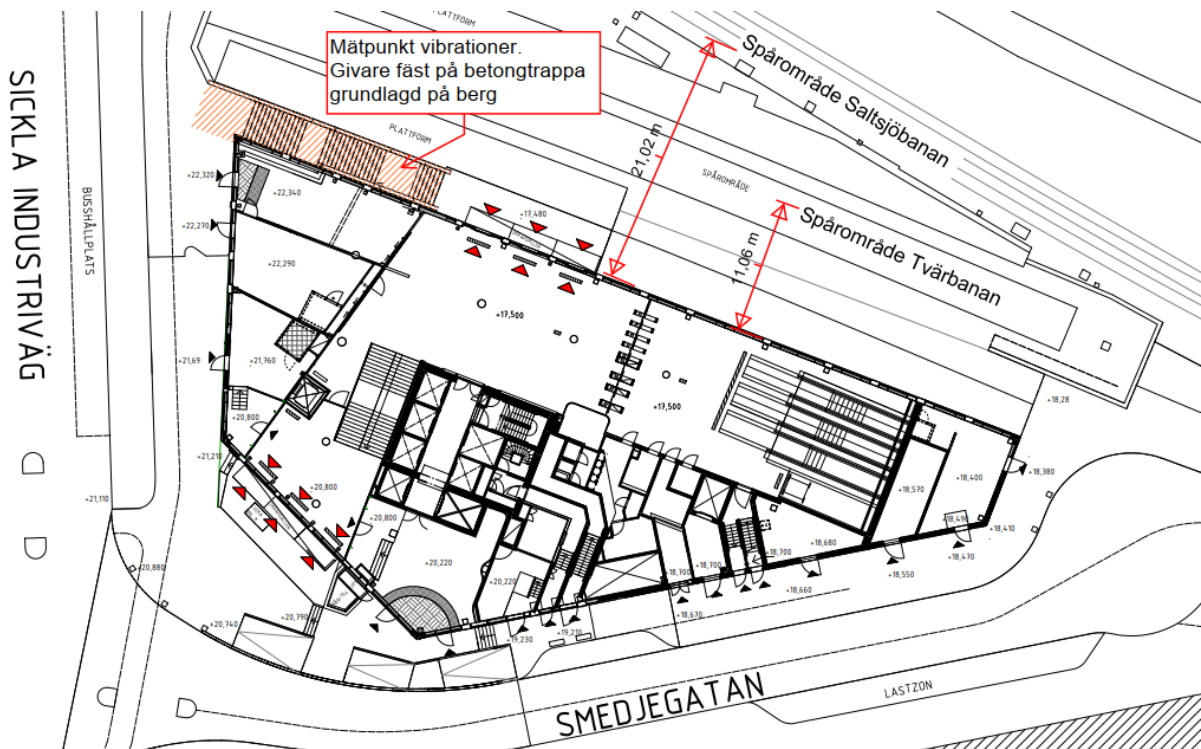 PLATTFORM
Mätpunkt vibrationer.
Givare fäst på betongtrappa
grundlagd på berg
Spårområde Saltsjöbanan
21,02 m
PLATTFORM
SPÅROMRÅDE
11,06 m
Spårområde Tvärbanan
SICKLA INDUSTRIVÄG
BUSSHÅLLPLATS
+22,320
+22,340
+17,480
+22,270
+22,290
+17,500
+21,69
+21,760
+17,500
+18,28
+20,800
+21,210
+18,380
+18,400
+18,570
+21,110
+20,800
+20,800
+18,490
+18,410
+18,470
+18,680
+18,700
+18,550
+20,880
+20,220
+20,220
+18,700
+18,700
+18,660
+18,670
+20,790
+20,740
+19,230
+19,210
SMEDJEGATAN
LASTZON